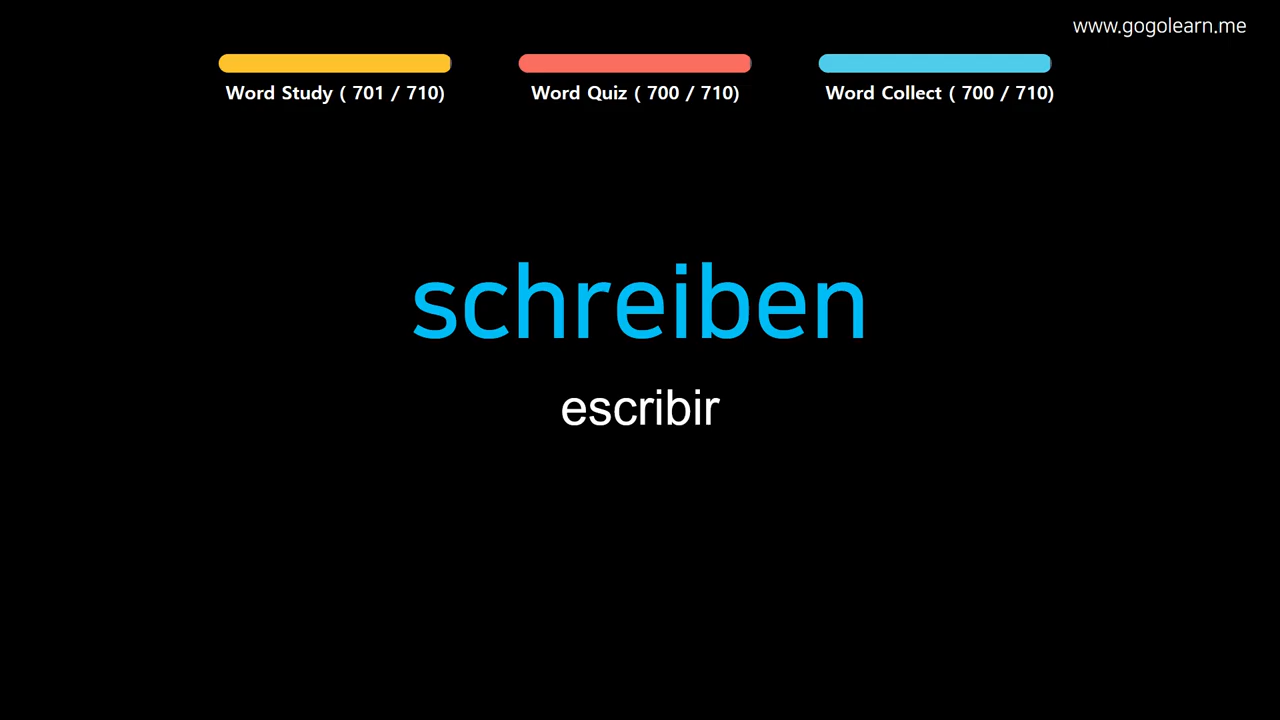 www.gogolearn.me
Word Study ( 701 / 710)
Word Quiz ( 700 / 710)
Word Collect ( 700 / 710)
schreiben
escribir